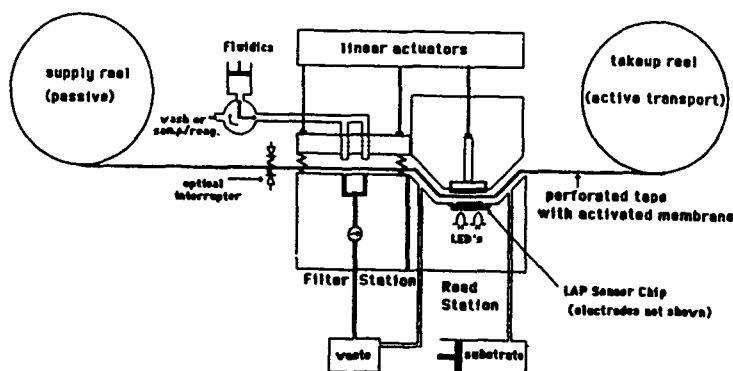 supply reel
(passive)
Fluidics
linear actuators
takeup reel
(active transport)
wash or
samp/reag.
optical
interrupter
perforated tape
with activated membrane
LED's
Filter Station
Read
Station
LAP Sensor Chip
(electrodes not shown)
waste
substrate